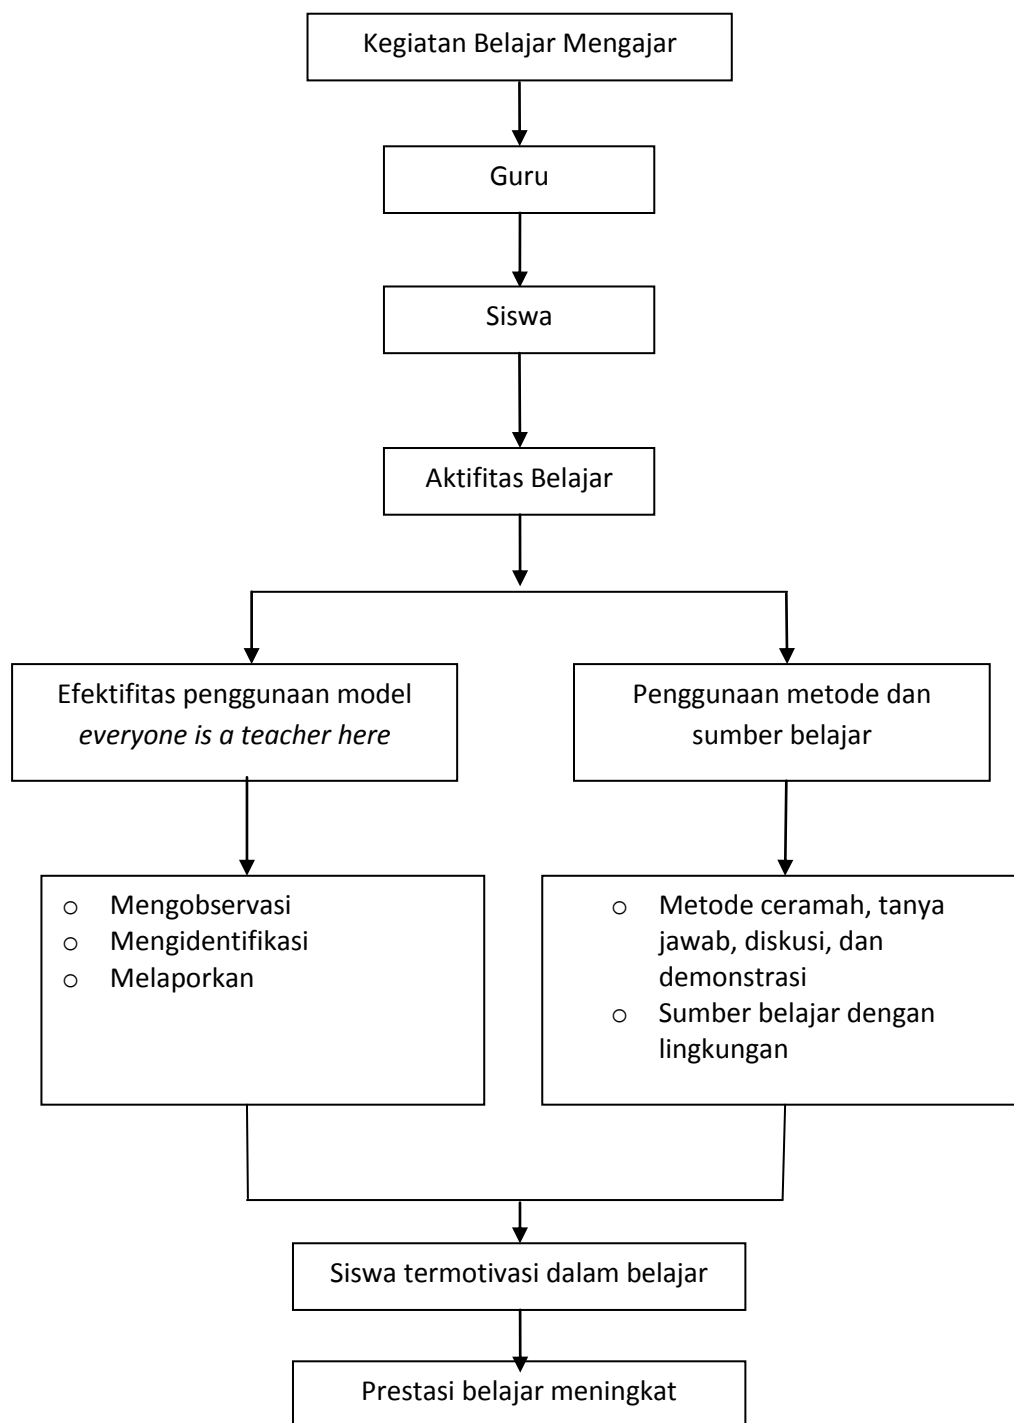 Kegiatan Belajar Mengajar
Guru
Siswa
Aktifitas Belajar
Efektifitas penggunaan model
everyone is a teacher here
Penggunaan metode dan
sumber belajar
o Mengobservasi
o Mengidentifikasi
o Melaporkan
o Metode ceramah, tanya
jawab, diskusi, dan
demonstrasi
o Sumber belajar dengan
lingkungan
Siswa termotivasi dalam belajar
Prestasi belajar meningkat